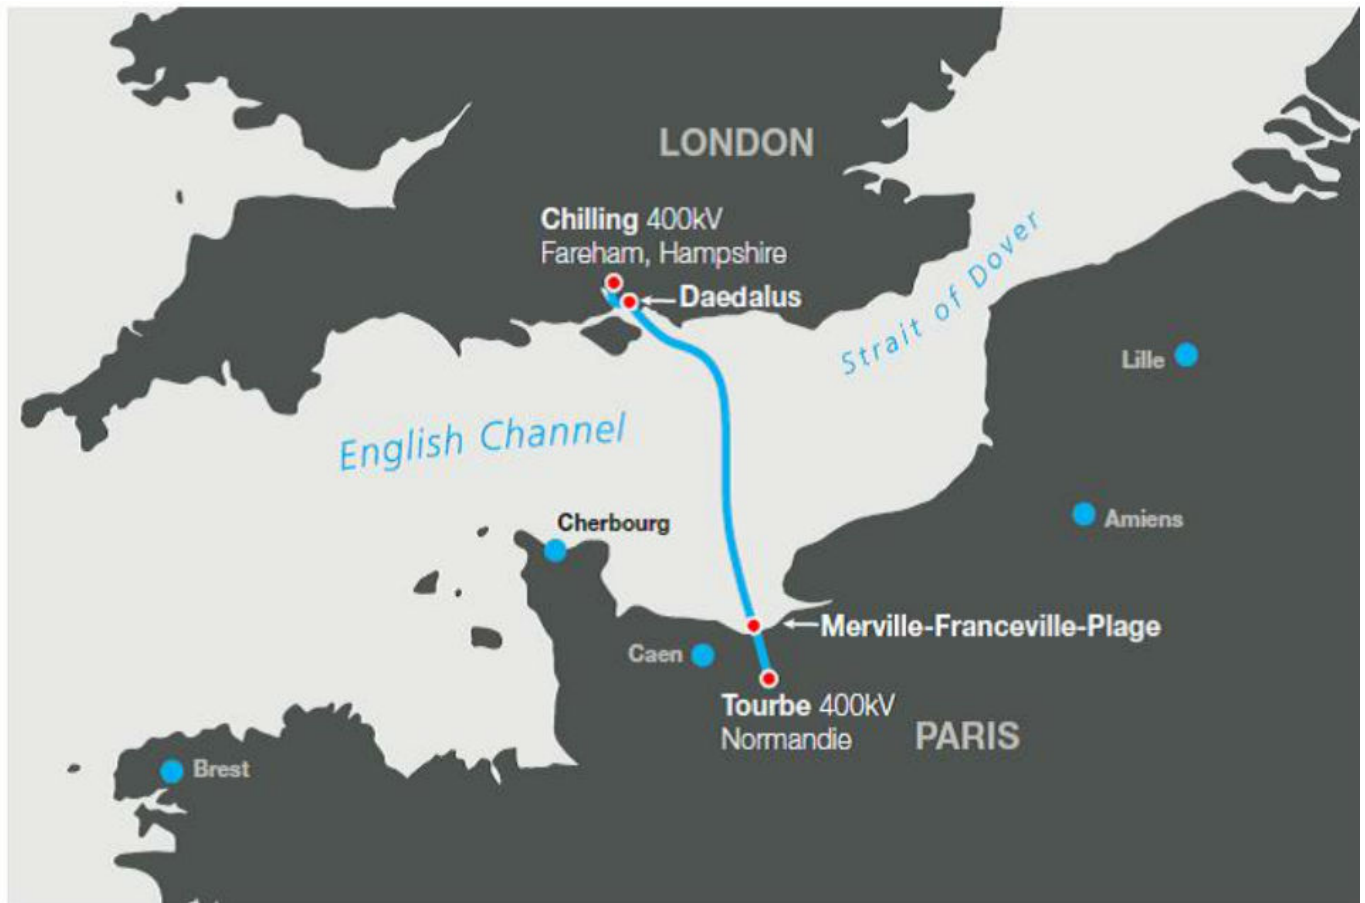 LONDON
Chilling 400kV
Fareham, Hampshire
Daedalus
Strait of Dover
Lille
English Channel
Cherbourg
Amiens
Merville-Franceville-Plage
Caen
Tourbe 400kV
Normandie
PARIS
Brest